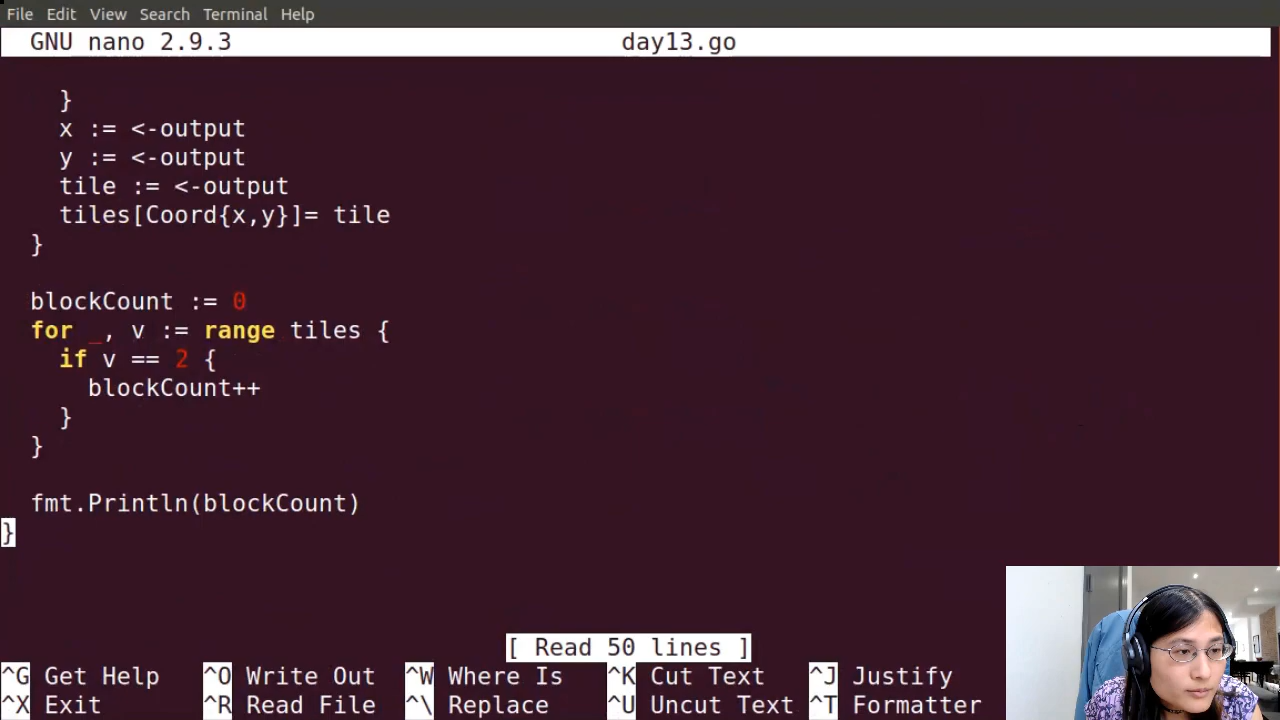 File Edit View Search Terminal Help
GNU nano 2.9.3 day13.go
}
x := <-output
y := <-output
tile := <-output
tiles[Coord{x,y}]= tile
}
blockCount := 0
for _, v := range tiles {
if v == 2 {
blockCount++
}
}
fmt.Println(blockCount)
}
[ Read 50 lines ]
^G Get Help ^O Write Out ^W Where Is ^K Cut Text ^J Justify
^X Exit ^R Read File ^\ Replace ^U Uncut Text ^T Formatter